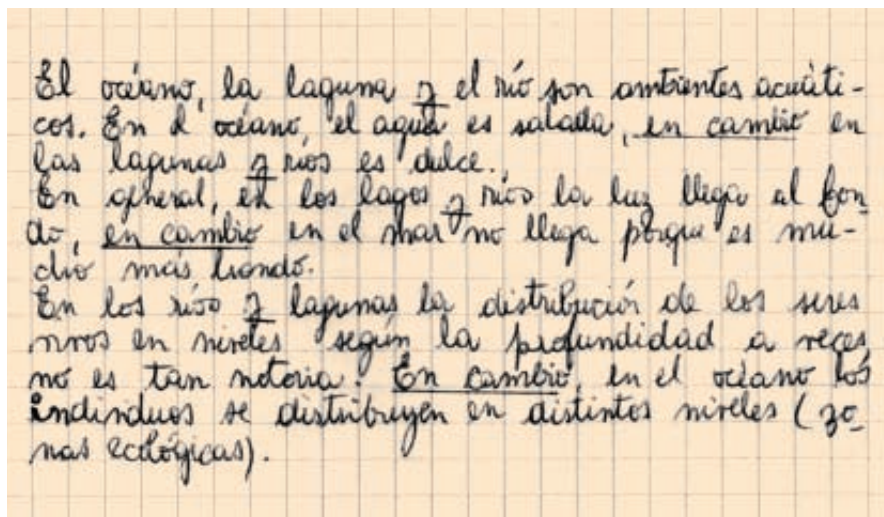 El océano, la laguna y el río son ambientes acuáti-
cos. En el océano, el agua es salada, en cambio en
las lagunas y ríos es dulce.
En general, en los lagos y ríos la luz llega al fon-
do, en cambio en el mar no llega porque es mu-
cho más hondo.
En los ríos y lagunas la distribución de los seres
vivos en niveles según la profundidad a veces
no es tan notoria. En cambio, en el océano los
individuos se distribuyen en distintos niveles (zo-
nas ecológicas).